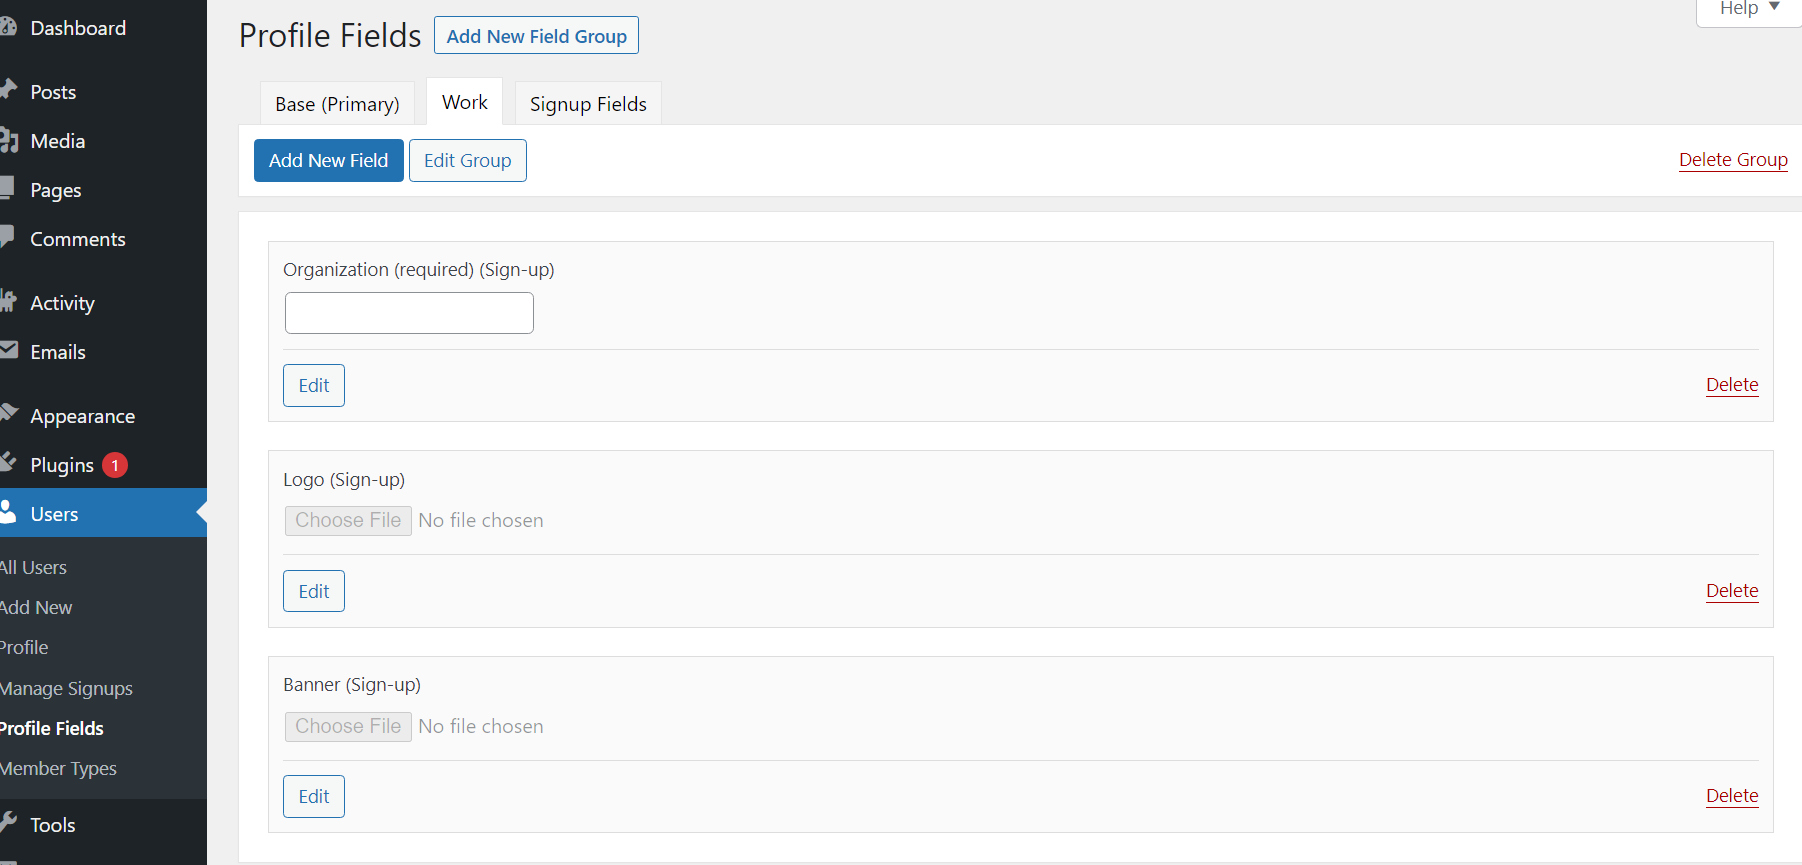 Dashboard
Posts
Media
Pages
Comments
Activity
Emails
Appearance
Plugins 1
Users
All Users
Add New
Profile
Manage Signups
Profile Fields
Member Types
Tools
Help ▼
Profile Fields Add New Field Group
Base (Primary) Work Signup Fields
Add New Field Edit Group Delete Group
Organization (required) (Sign-up)
Edit Delete
Logo (Sign-up)
Choose File No file chosen
Edit Delete
Banner (Sign-up)
Choose File No file chosen
Edit Delete